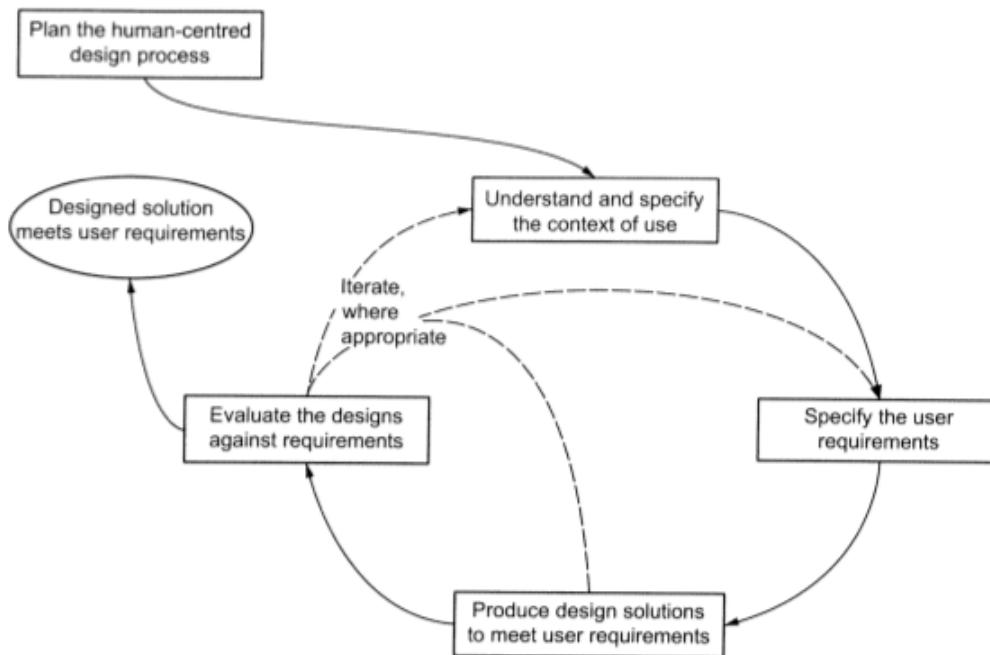 Plan the human-centred
design process
Understand and specify
the context of use
Designed solution
meets user requirements
Iterate,
where
appropriate
Evaluate the designs
against requirements
Specify the user
requirements
Produce design solutions
to meet user requirements